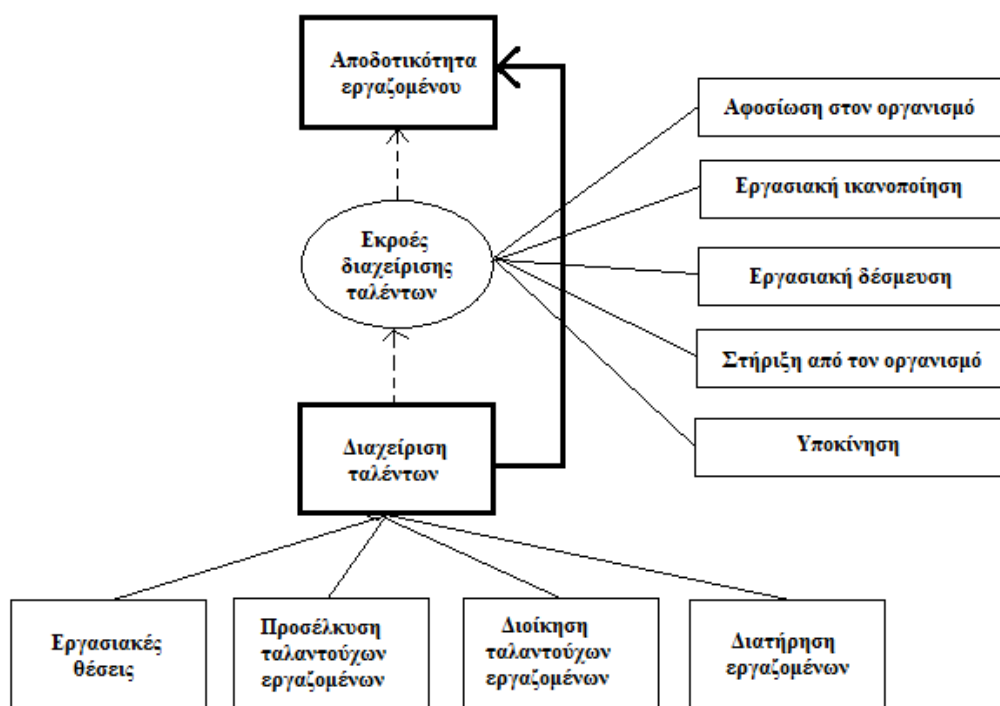 Αποδοτικότητα
εργαζομένου
Αφοσίωση στον οργανισμό
Εργασιακή ικανοποίηση
Εκροές
διαχείρισης
ταλέντων
Εργασιακή δέσμευση
Στήριξη από τον οργανισμό
Υποκίνηση
Διαχείριση
ταλέντων
Εργασιακές
θέσεις
Προσέλκυση
ταλαντούχων
εργαζομένων
Διοίκηση
ταλαντούχων
εργαζομένων
Διατήρηση
εργαζομένων